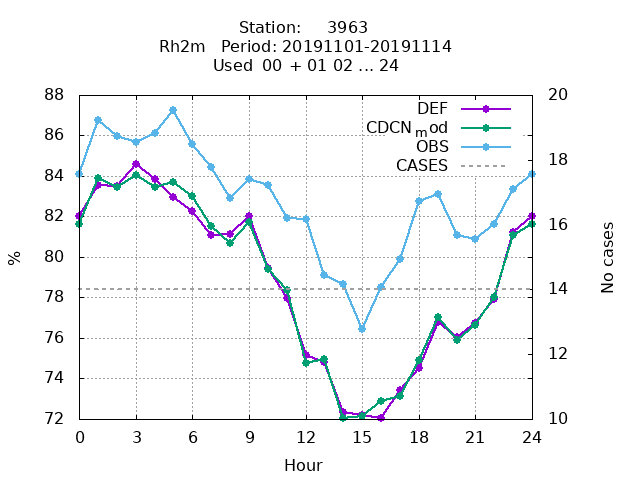 Station: 3963
Rh2m Period: 20191101-20191114
Used 00 + 01 02 ... 24
88 20
DEF
CDCN mod
OBS
CASES
86
84 18
82 16
80
78 14
76 12
74
72 10
% No cases
0 3 6 9 12 15 18 21 24
Hour